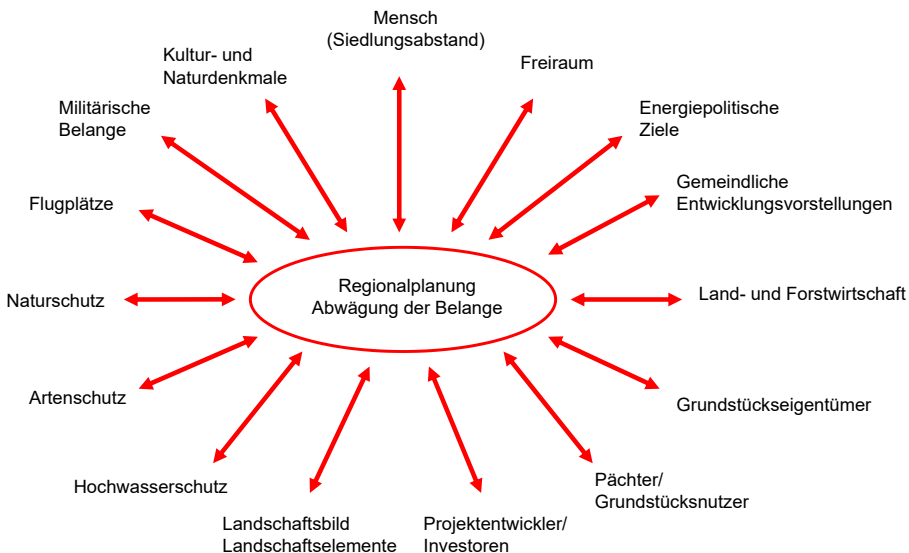 Mensch
(Siedlungsabstand)
Kultur- und
Naturdenkmale
Freiraum
Militärische
Belange
Energiepolitische
Ziele
Flugplätze
Gemeindliche
Entwicklungsvorstellungen
Regionalplanung
Abwägung der Belange
Naturschutz
Land- und Forstwirtschaft
Artenschutz
Grundstückseigentümer
Hochwasserschutz
Pächter/
Grundstücksnutzer
Landschaftsbild
Landschaftselemente
Projektentwickler/
Investoren